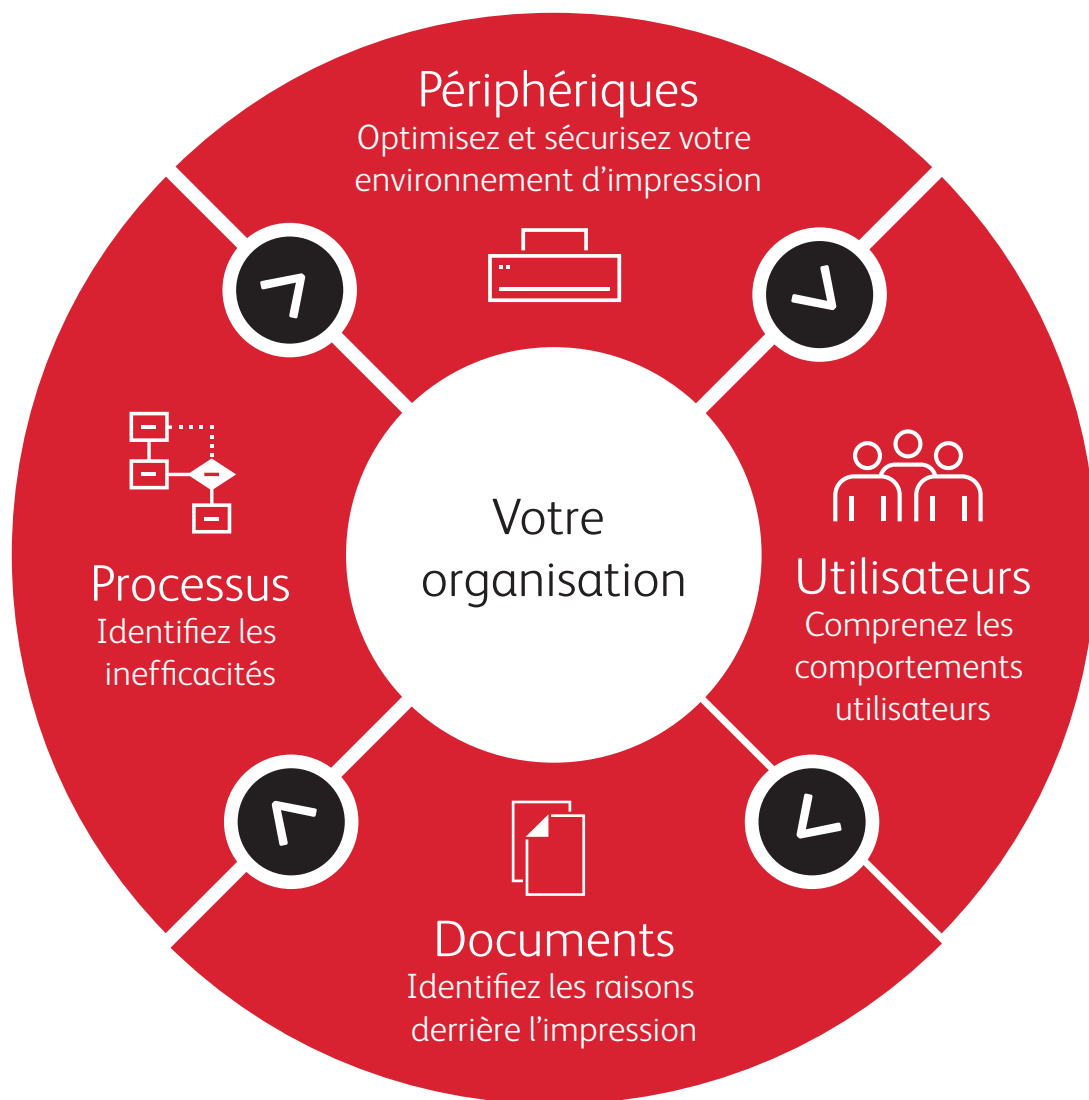 Périphériques
Optimisez et sécurisez votre
environnement d'impression
Votre
organisation
Utilisateurs
Comprenez les
comportements
utilisateurs
Documents
Identifiez les raisons
derrière l'impression
Processus
Identifiez les
inefficacités